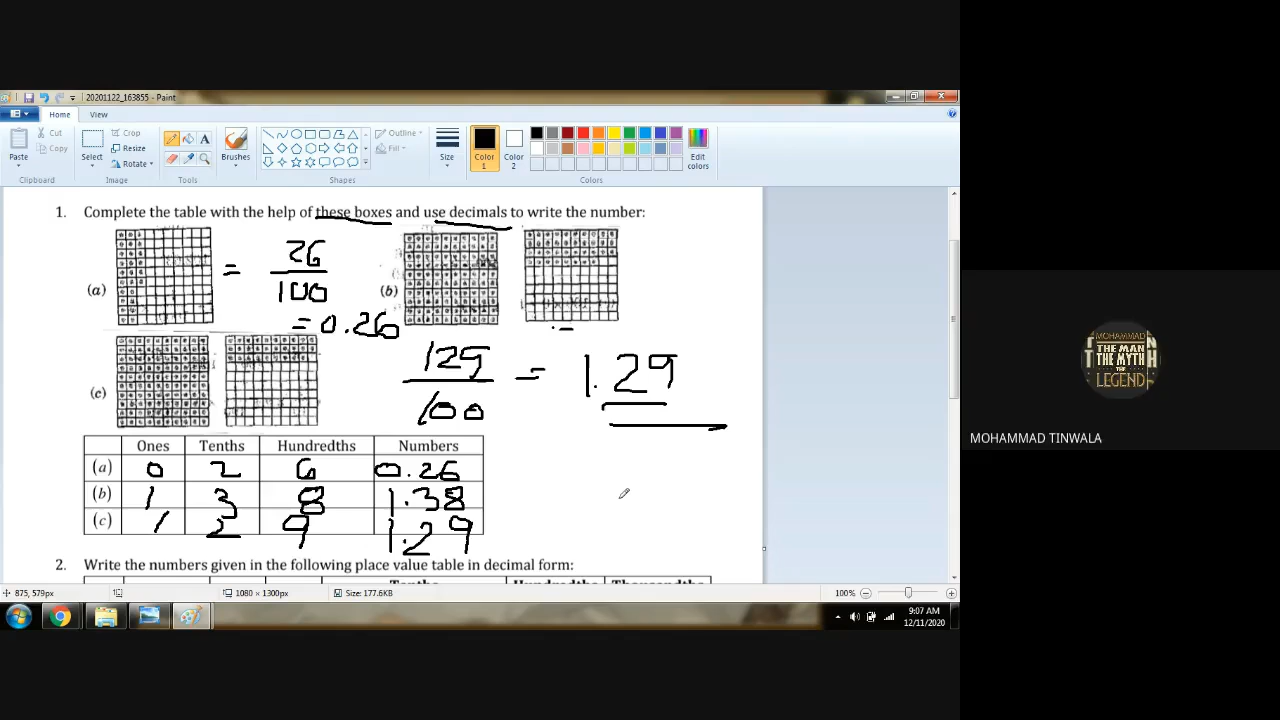 20201122_163855 - Paint
Home View
Paste
Cut
Copy
Clipboard
Select
Crop
Resize
Rotate
Image
A
Tools
Brushes
Outline
Fill
Shapes
Size
Color 1
Color 2
Edit colors
Colors
1. Complete the table with the help of these boxes and use decimals to write the number:
(a) = 26/100
= 0.26
(b)
(c)
129/100 = 1.29
Ones Tenths Hundredths Numbers
(a) 0 2 6 0.26
(b) 1 3 8 1.38
(c) 1 2 9 1.29
2. Write the numbers given in the following place value table in decimal form:
Tenths Hundredths Thousandths
875, 579px
1080 × 1300px
Size: 177.6KB
100%
9:07 AM
12/11/2020
MOHAMMAD
THE MAN
THE MYTH
THE
LEGEND
MOHAMMAD TINWALA